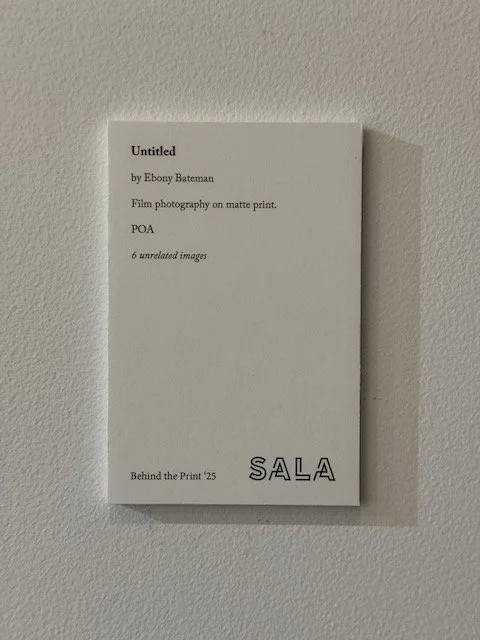 Untitled
by Ebony Bateman
Film photography on matte print.
POA
6 unrelated images
Behind the Print ‘25
SALA